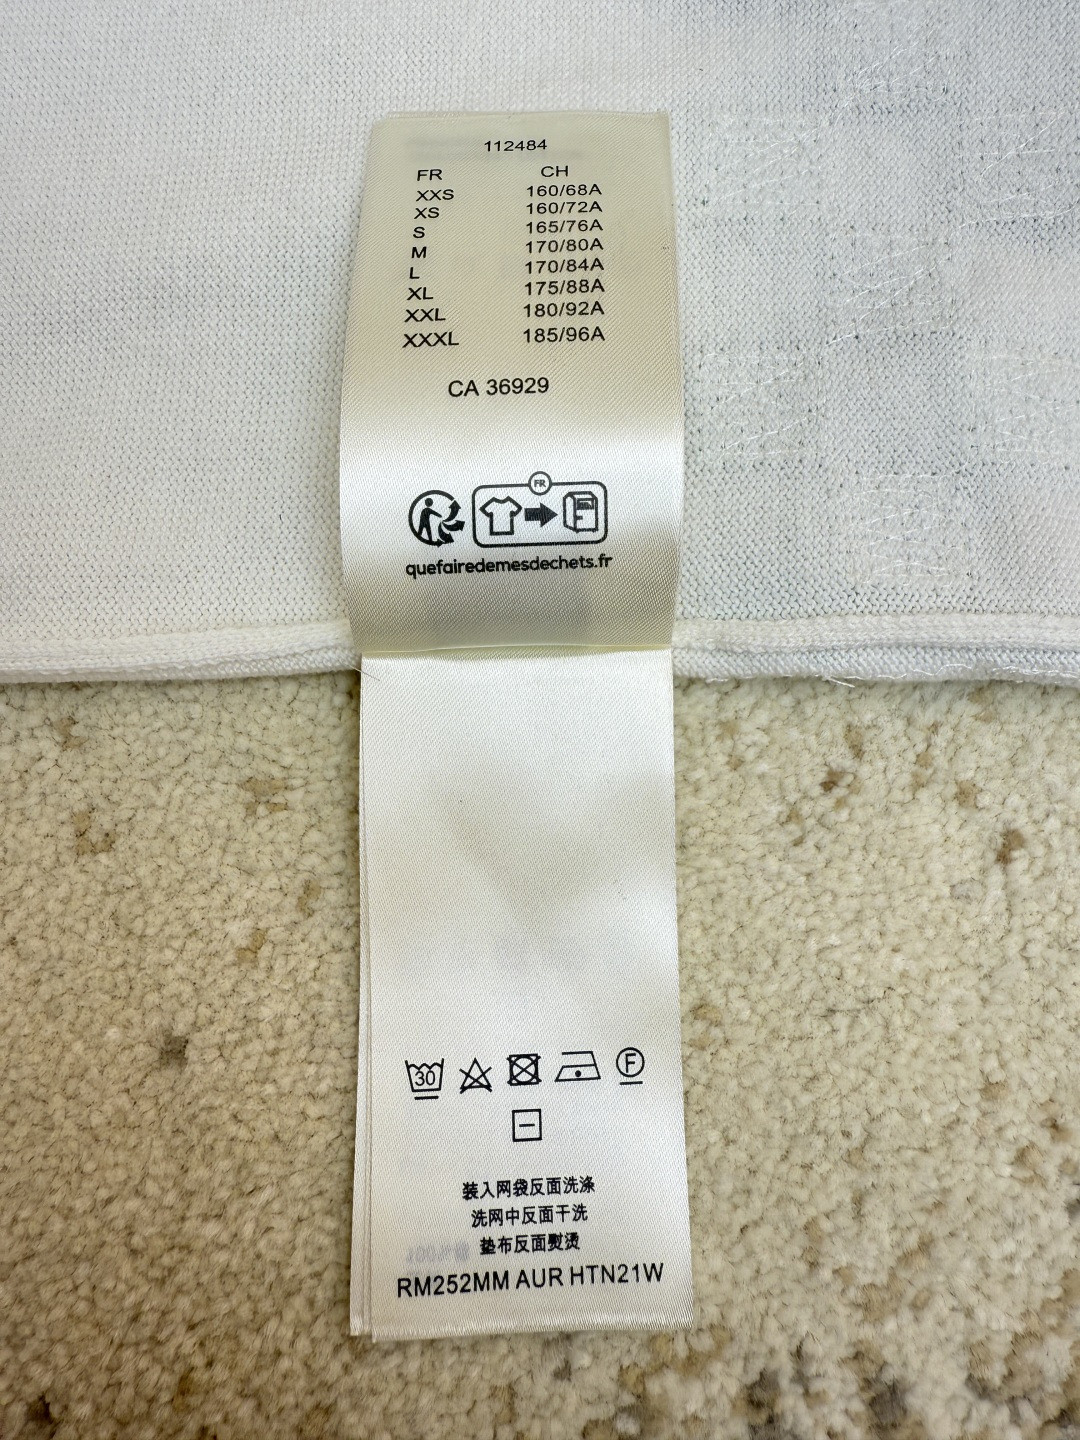 112484
FR CH
XXS 160/68A
XS 160/72A
S 165/76A
M 170/80A
L 170/84A
XL 175/88A
XXL 180/92A
XXXL 185/96A
CA 36929
FR
quefairedemesdechets.fr
30 F
装入网袋反面洗涤
洗网中反面干洗
垫布反面熨烫
RM252MM AUR HTN21W